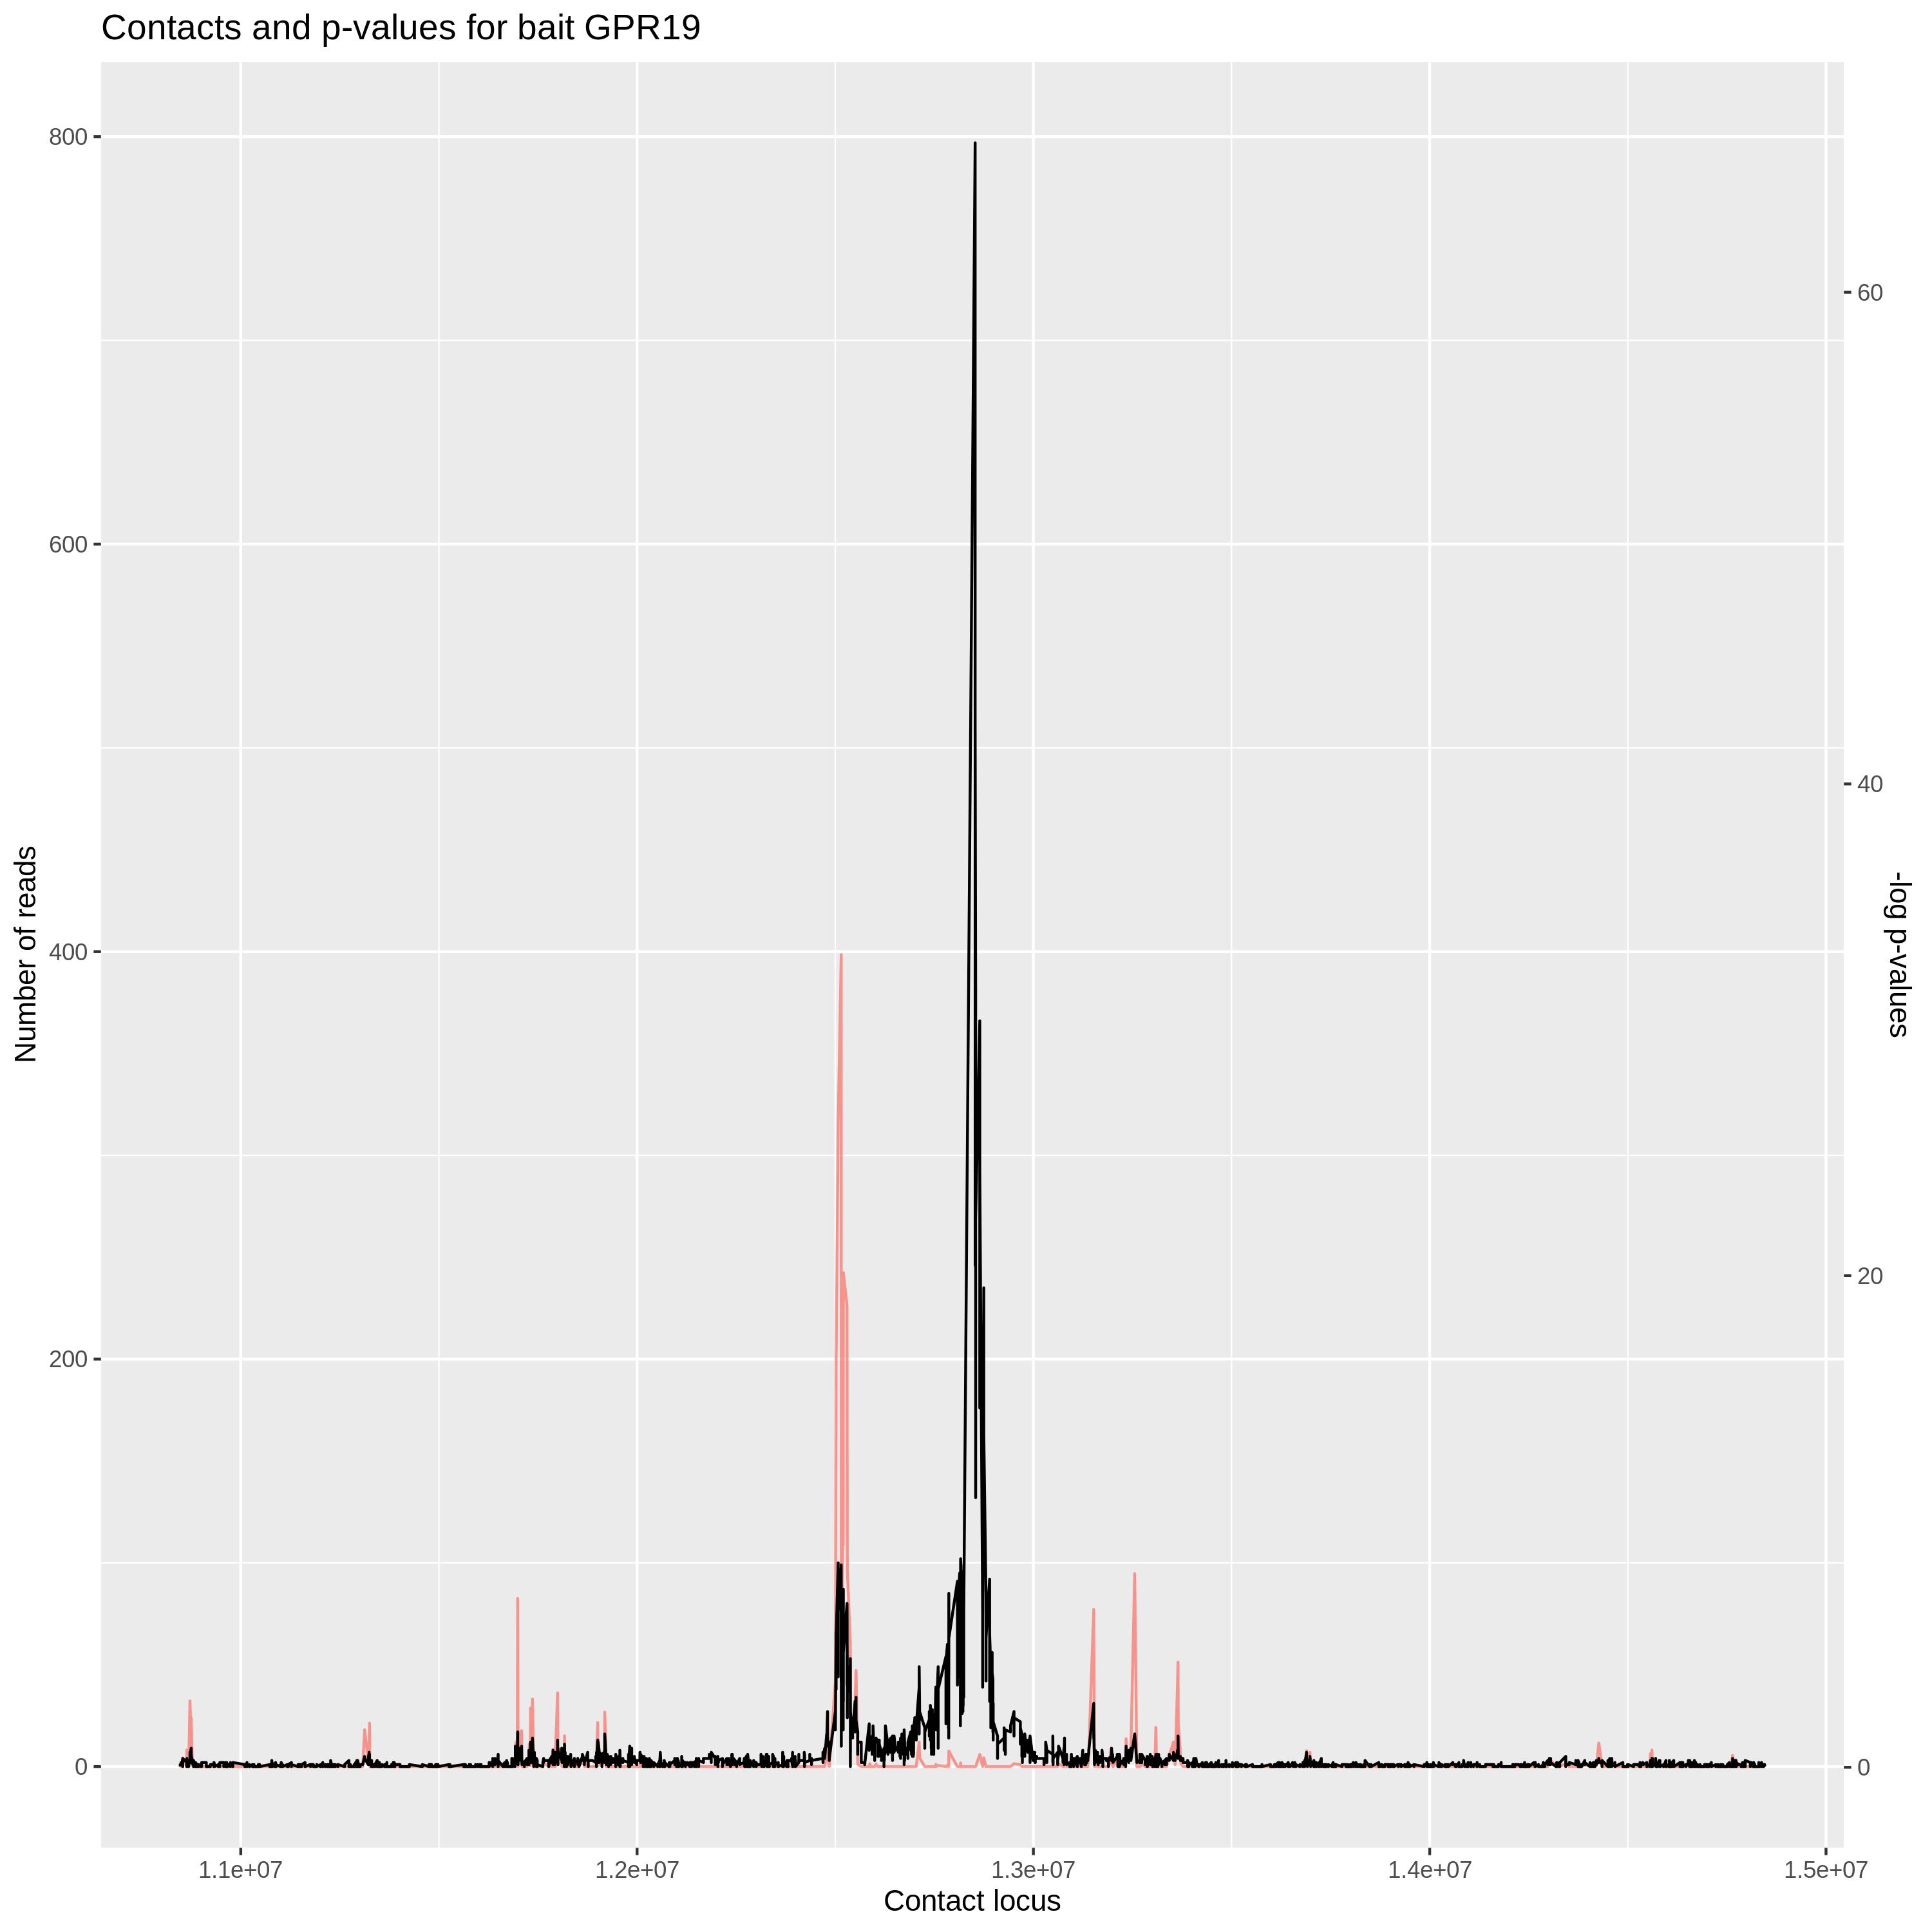 Contacts and p-values for bait GPR19
800
600
400
200
0
Number of reads
60
40
20
0
-log p-values
1.1e+07 1.2e+07 1.3e+07 1.4e+07 1.5e+07
Contact locus